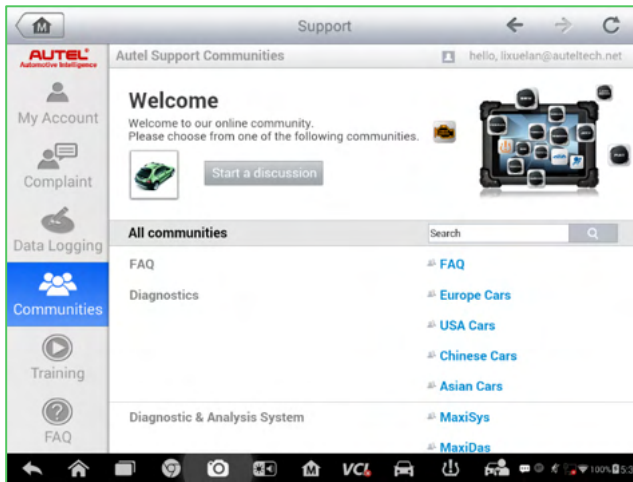 Support
AUTEL
Automotive Intelligence
Autel Support Communities
hello, lixuelan@auteltech.net
My Account
Complaint
Data Logging
Communities
Training
FAQ
Welcome
Welcome to our online community.
Please choose from one of the following communities.
Start a discussion
All communities
Search
FAQ
FAQ
Diagnostics
Europe Cars
USA Cars
Chinese Cars
Asian Cars
Diagnostic & Analysis System
MaxiSys
MaxiDas
VCI
100%